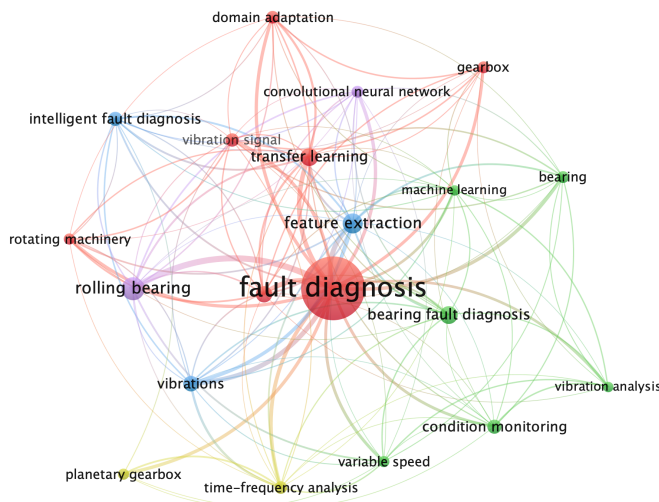 domain adaptation
gearbox
convolutional neural network
intelligent fault diagnosis
vibration signal
transfer learning
bearing
machine learning
feature extraction
rotating machinery
rolling bearing
fault diagnosis
bearing fault diagnosis
vibrations
vibration analysis
condition monitoring
variable speed
planetary gearbox
time-frequency analysis